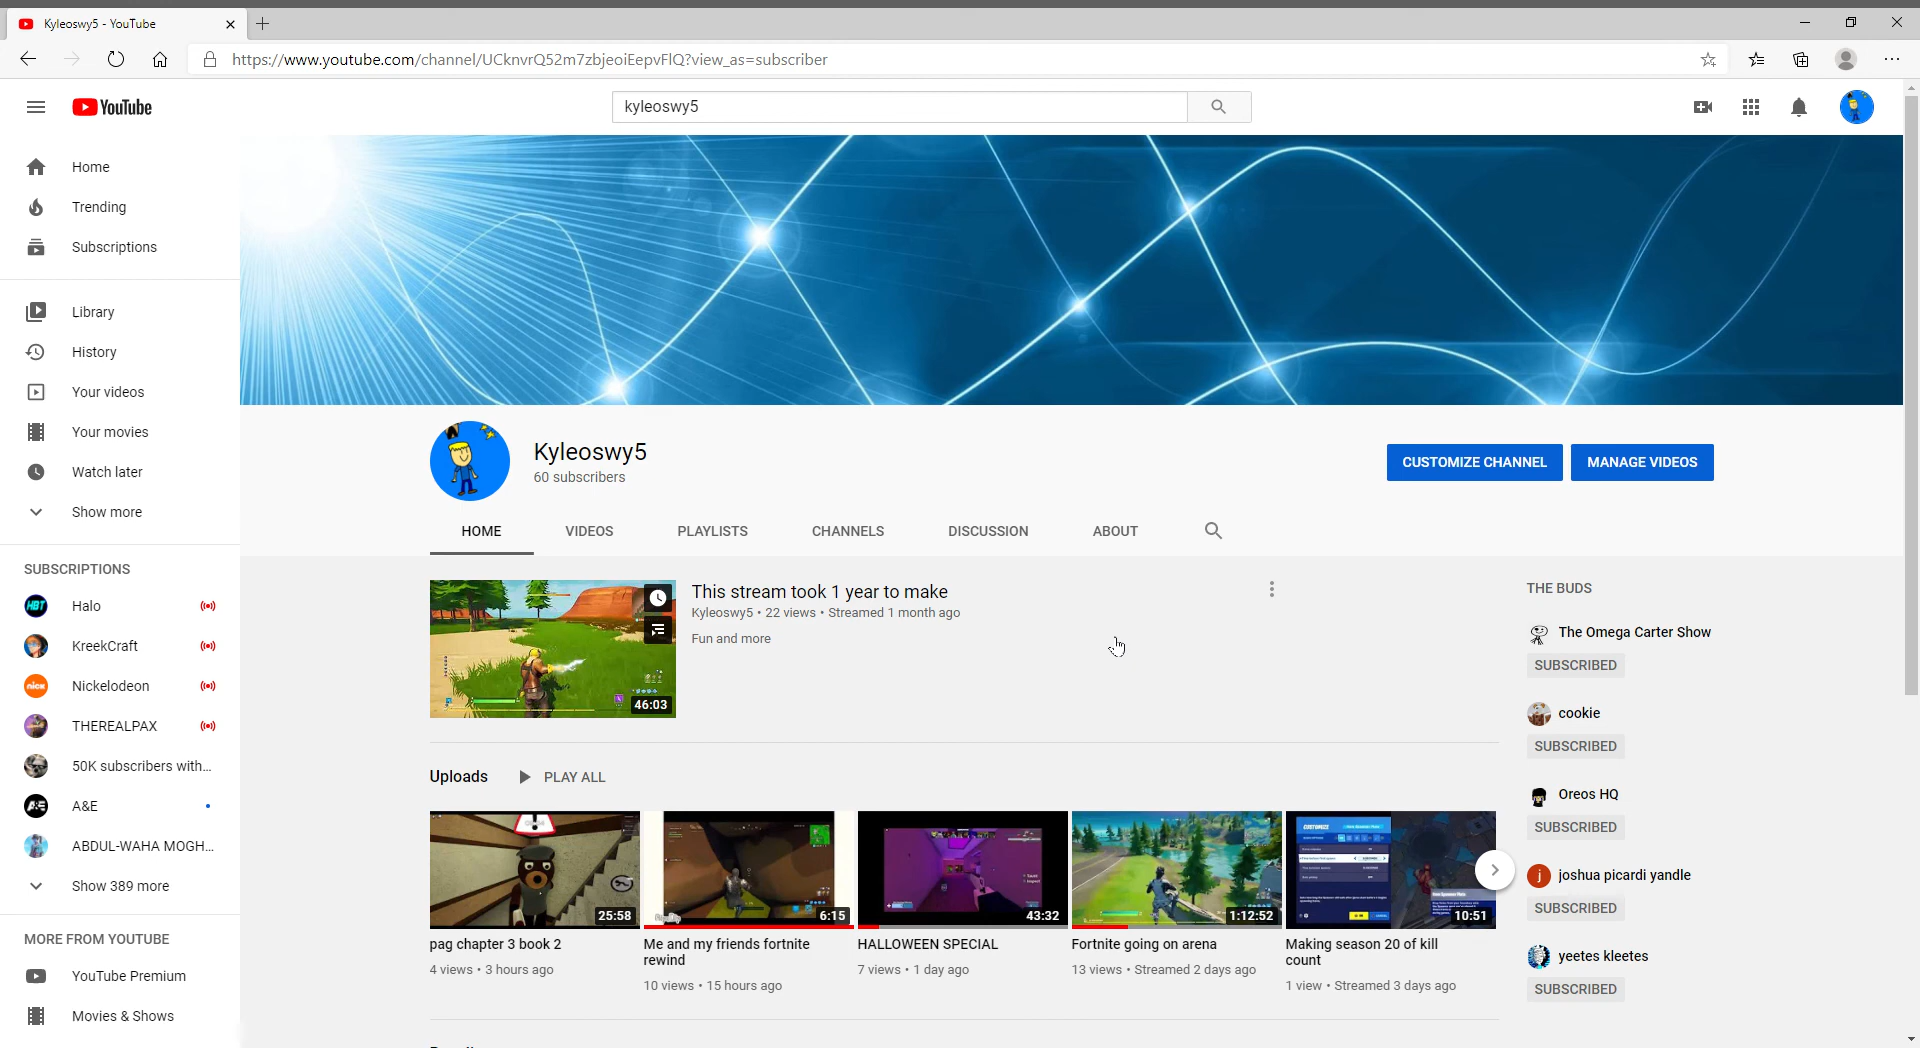 Kyleoswy5 - YouTube
https://www.youtube.com/channel/UCknvrQ52m7zbjeoiEepvFlQ?view_as=subscriber
YouTube
kyleoswy5
Home
Trending
Subscriptions
Library
History
Your videos
Your movies
Watch later
Show more
SUBSCRIPTIONS
HBT
Halo
KreekCraft
nick
Nickelodeon
THEREALPAX
50K subscribers with...
A&E
A&E
ABDUL-WAHA MOGH...
Show 389 more
MORE FROM YOUTUBE
YouTube Premium
Movies & Shows
Kyleoswy5
60 subscribers
CUSTOMIZE CHANNEL
MANAGE VIDEOS
HOME
VIDEOS
PLAYLISTS
CHANNELS
DISCUSSION
ABOUT
46:03
This stream took 1 year to make
Kyleoswy5 • 22 views • Streamed 1 month ago
Fun and more
Uploads
PLAY ALL
25:58
pag chapter 3 book 2
4 views • 3 hours ago
6:15
Me and my friends fortnite
rewind
10 views • 15 hours ago
43:32
HALLOWEEN SPECIAL
7 views • 1 day ago
1:12:52
Fortnite going on arena
13 views • Streamed 2 days ago
CUSTOMIZE
10:51
Making season 20 of kill
count
1 view • Streamed 3 days ago
THE BUDS
The Omega Carter Show
SUBSCRIBED
cookie
SUBSCRIBED
Oreos HQ
SUBSCRIBED
j
joshua picardi yandle
SUBSCRIBED
yeetes kleetes
SUBSCRIBED